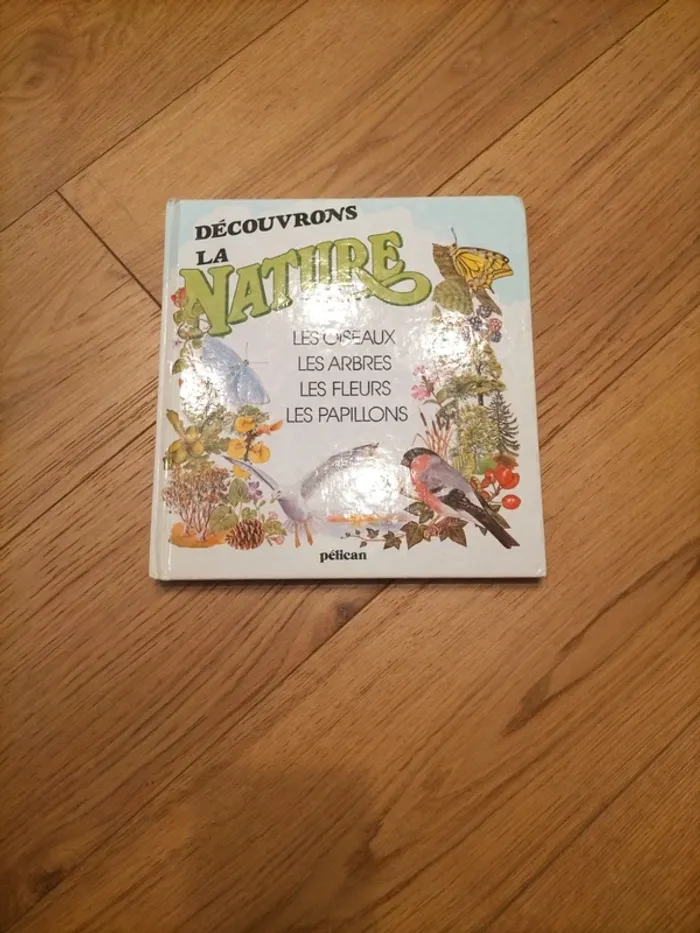 DÉCOUVRONS
LA
NATURE
LES OISEAUX
LES ARBRES
LES FLEURS
LES PAPILLONS
pélican